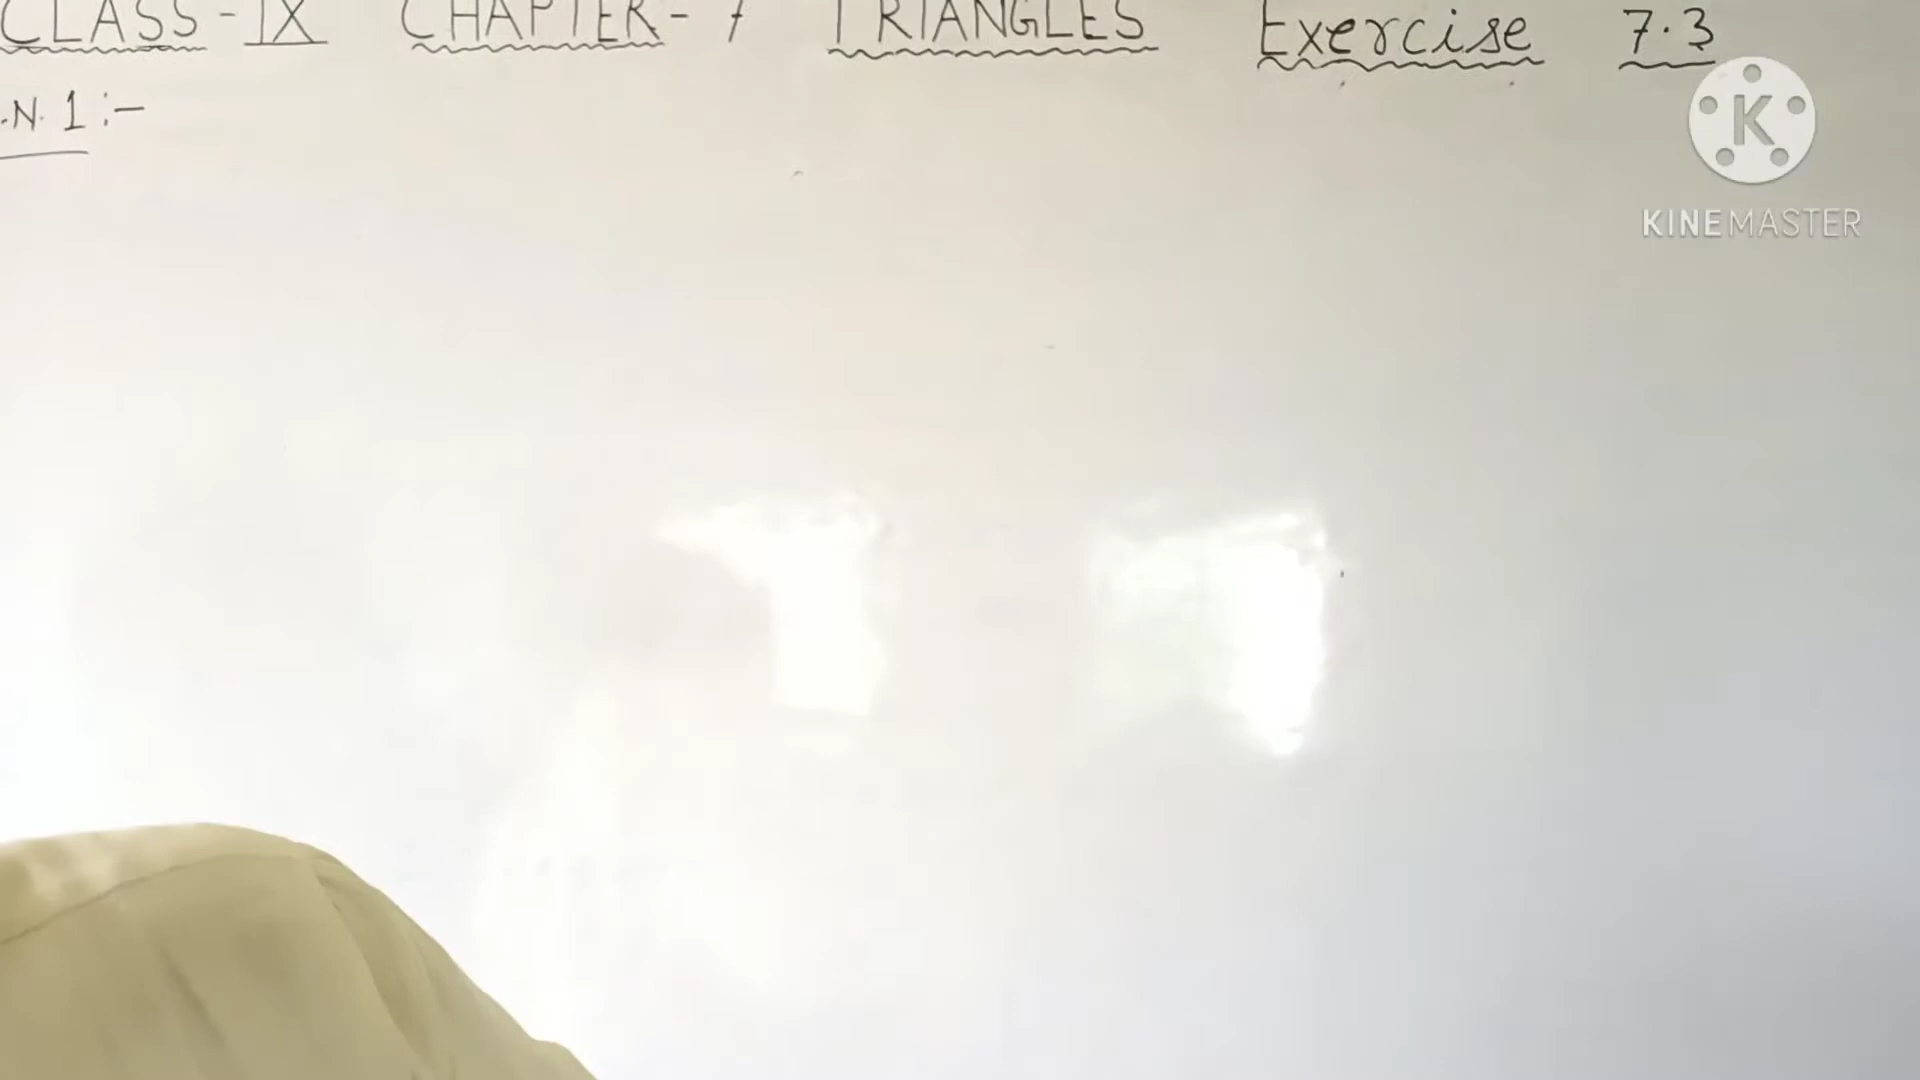 CLASS-IX CHAPTER-7 TRIANGLES Exercise 7.3
.N. 1:-
K
KINEMASTER